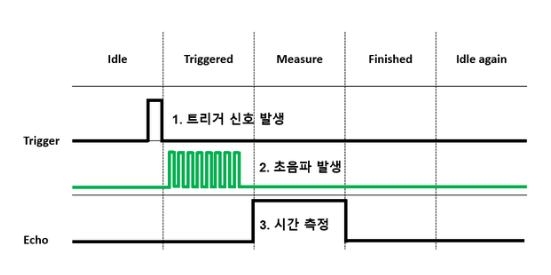 Idle Triggered Measure Finished Idle again
1. 트리거 신호 발생
Trigger
2. 초음파 발생
3. 시간 측정
Echo